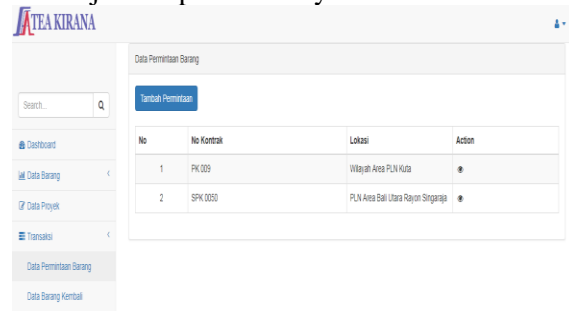 TEA KIRANA
Data Permintaan Barang
Tambah Permintaan
Search...
Dashboard
Data Barang
Data Proyek
Transaksi
Data Permintaan Barang
Data Barang Kembali
No No Kontrak Lokasi Action
1 PK 009 Wilayah Area PLN Kuta
2 SPK 0050 PLN Area Bali Utara Rayon Singaraja